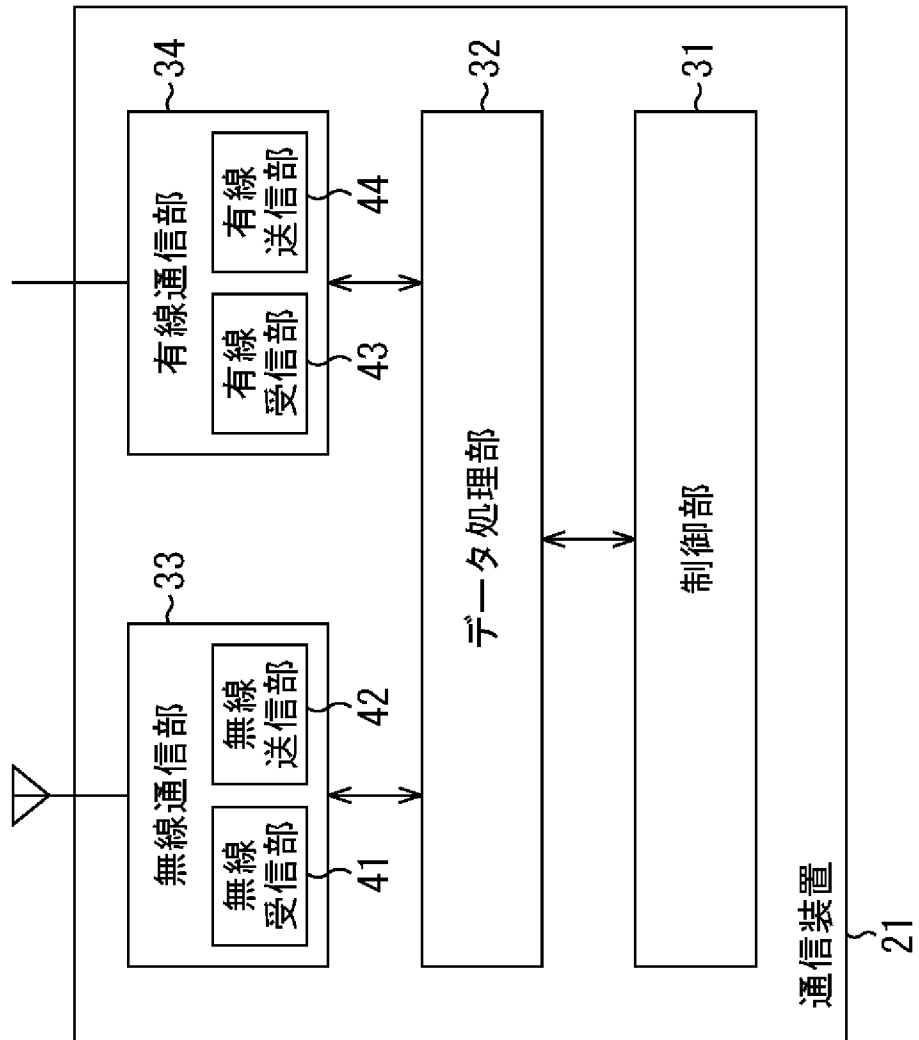 33
無線通信部
無線
受信部
41
無線
送信部
42
34
有線通信部
有線
受信部
43
有線
送信部
44
データ処理部
32
制御部
31
通信装置
21